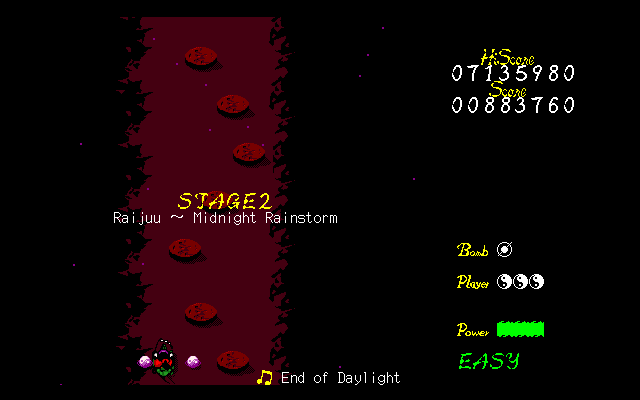 HiScore
07135980
Score
00883760
STAGE2
Raijuu ～ Midnight Rainstorm
Bomb
Player
Power
EASY
♫ End of Daylight